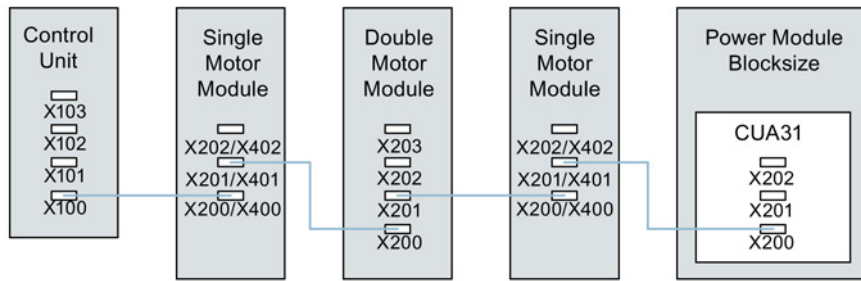 Control
Unit
X103
X102
X101
X100
Single
Motor
Module
X202/X402
X201/X401
X200/X400
Double
Motor
Module
X203
X202
X201
X200
Single
Motor
Module
X202/X402
X201/X401
X200/X400
Power Module
Blocksize
CUA31
X202
X201
X200